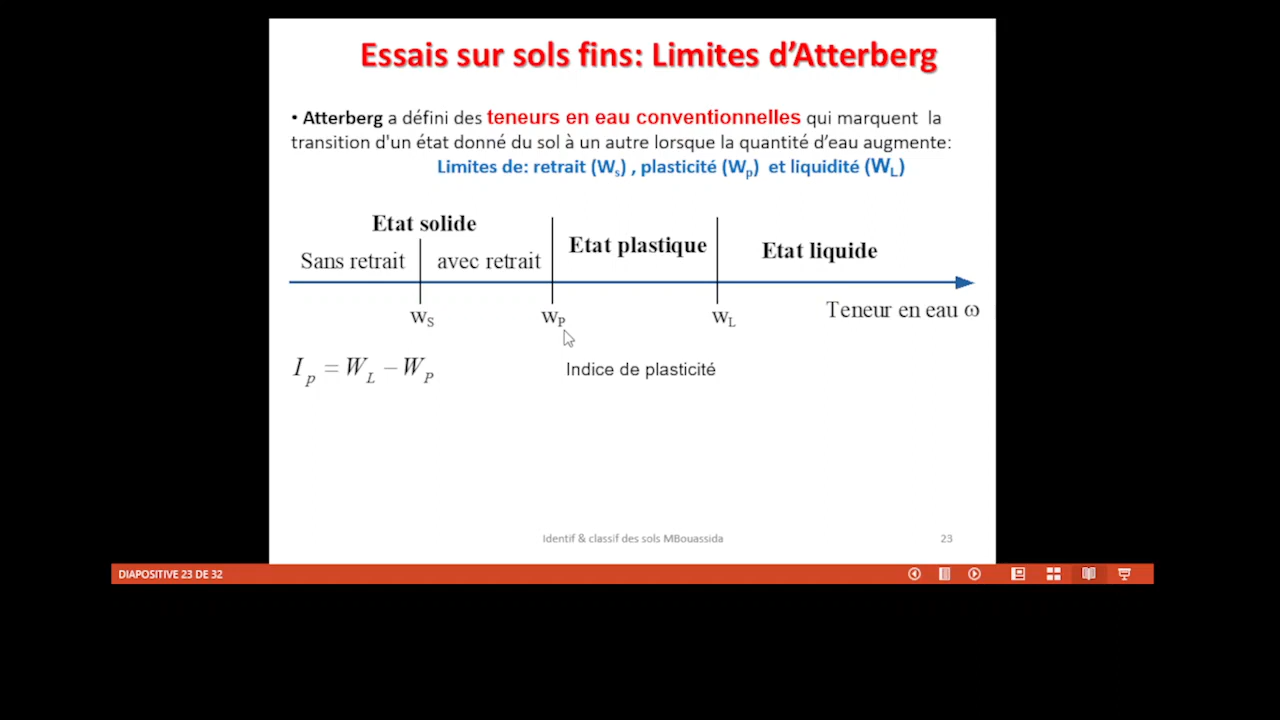 Essais sur sols fins: Limites d'Atterberg
• Atterberg a défini des teneurs en eau conventionnelles qui marquent la
transition d'un état donné du sol à un autre lorsque la quantité d'eau augmente:
Limites de: retrait (Ws) , plasticité (Wp) et liquidité (WL)
Etat solide
Sans retrait
avec retrait
Etat plastique
Etat liquide
wS
wP
wL
Teneur en eau ω
Ip = WL – WP
Indice de plasticité
Identif & classif des sols MBouassida
23
DIAPOSITIVE 23 DE 32